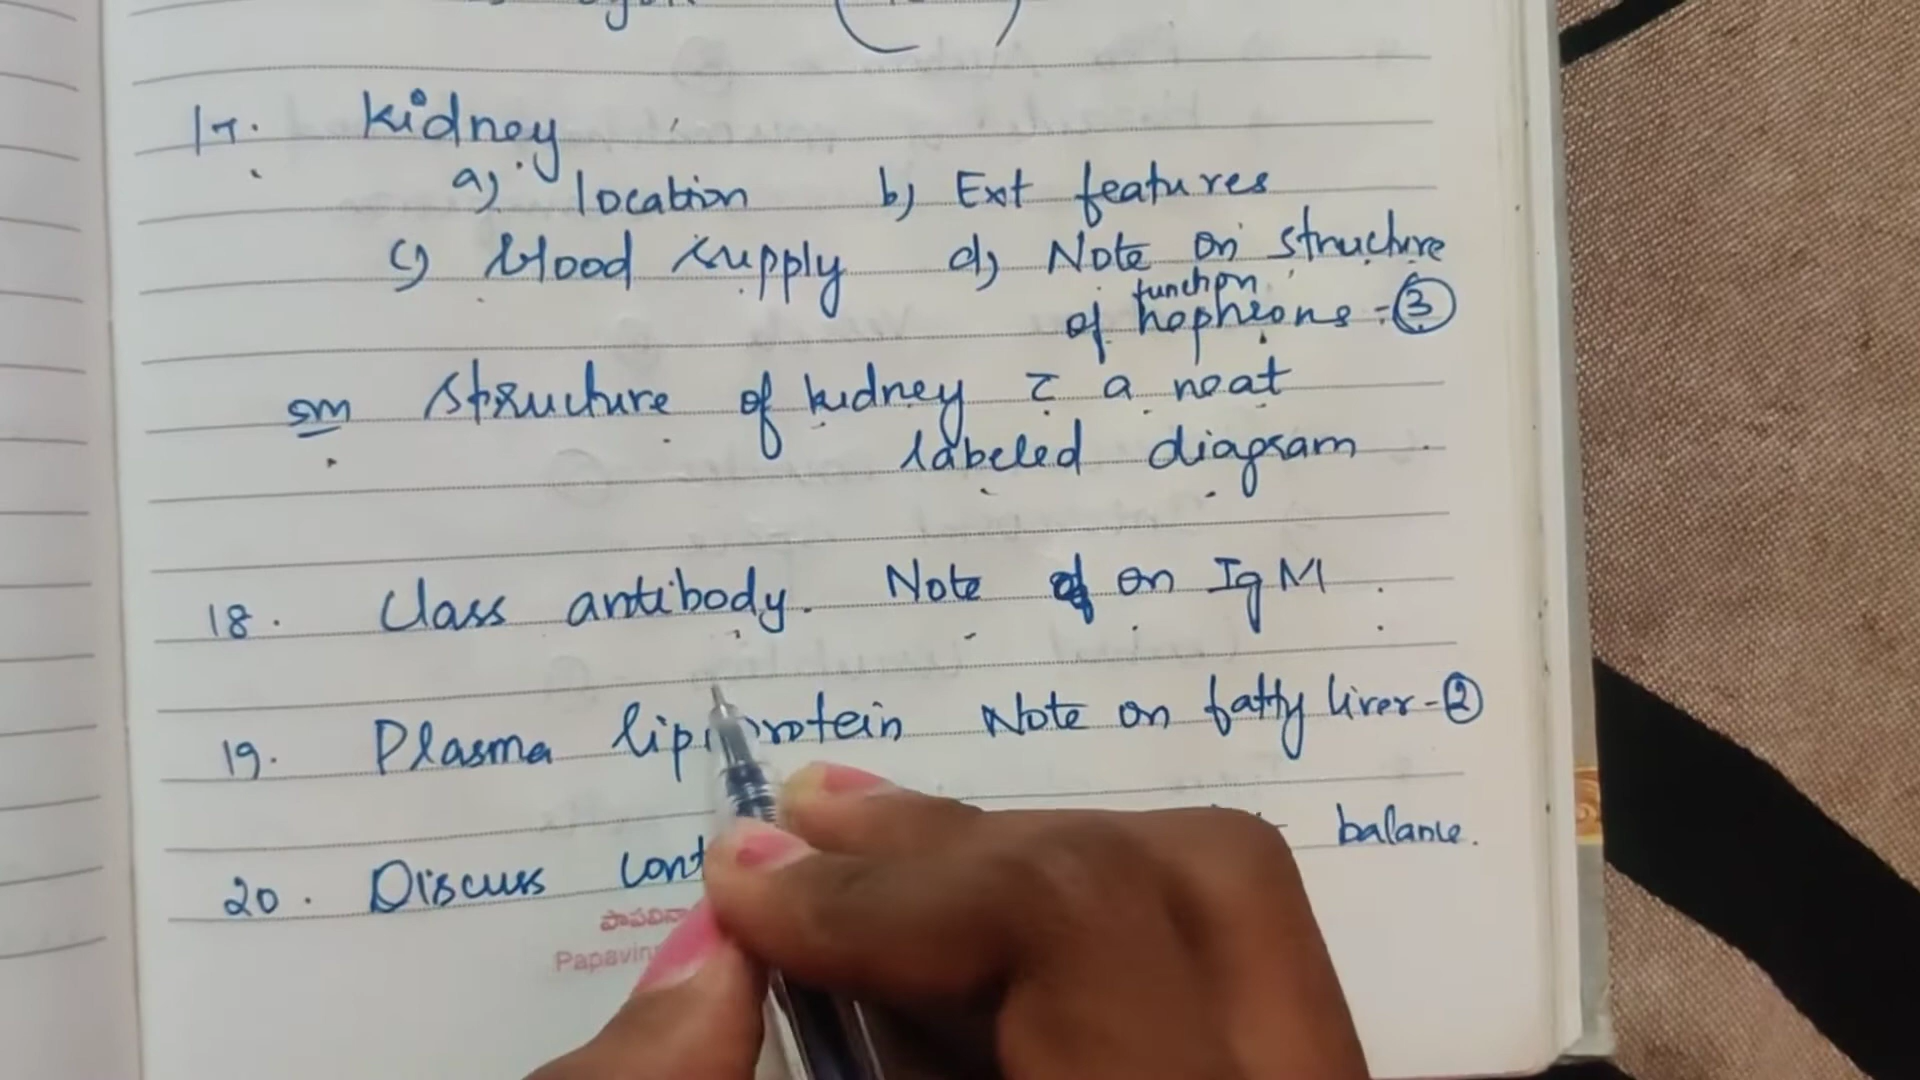 17. Kidney
a) location b) Ext features
c) blood supply d) Note on structure
function
of nephrons - ③
sm Structure of kidney c̄ a neat
labeled diagram
18. Class antibody. Note on IgM
19. Plasma lipoprotein Note on fatty liver - ②
20. Discuss balance.